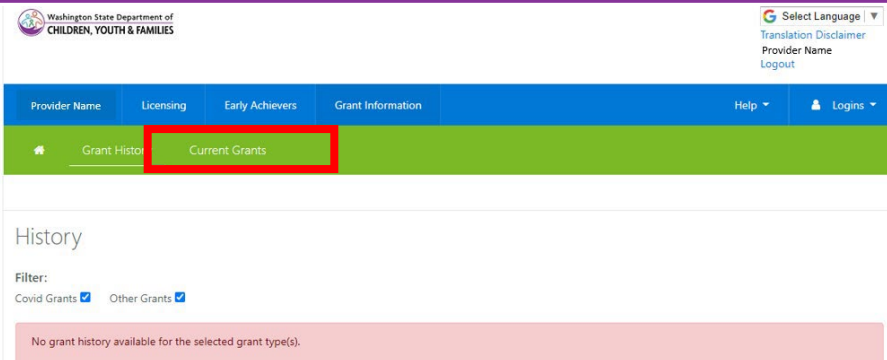 Washington State Department of
CHILDREN, YOUTH & FAMILIES
Select Language ▼
Translation Disclaimer
Provider Name
Logout
Provider Name Licensing Early Achievers Grant Information Help Logins
Grant History Current Grants
History
Filter:
Covid Grants Other Grants
No grant history available for the selected grant type(s).